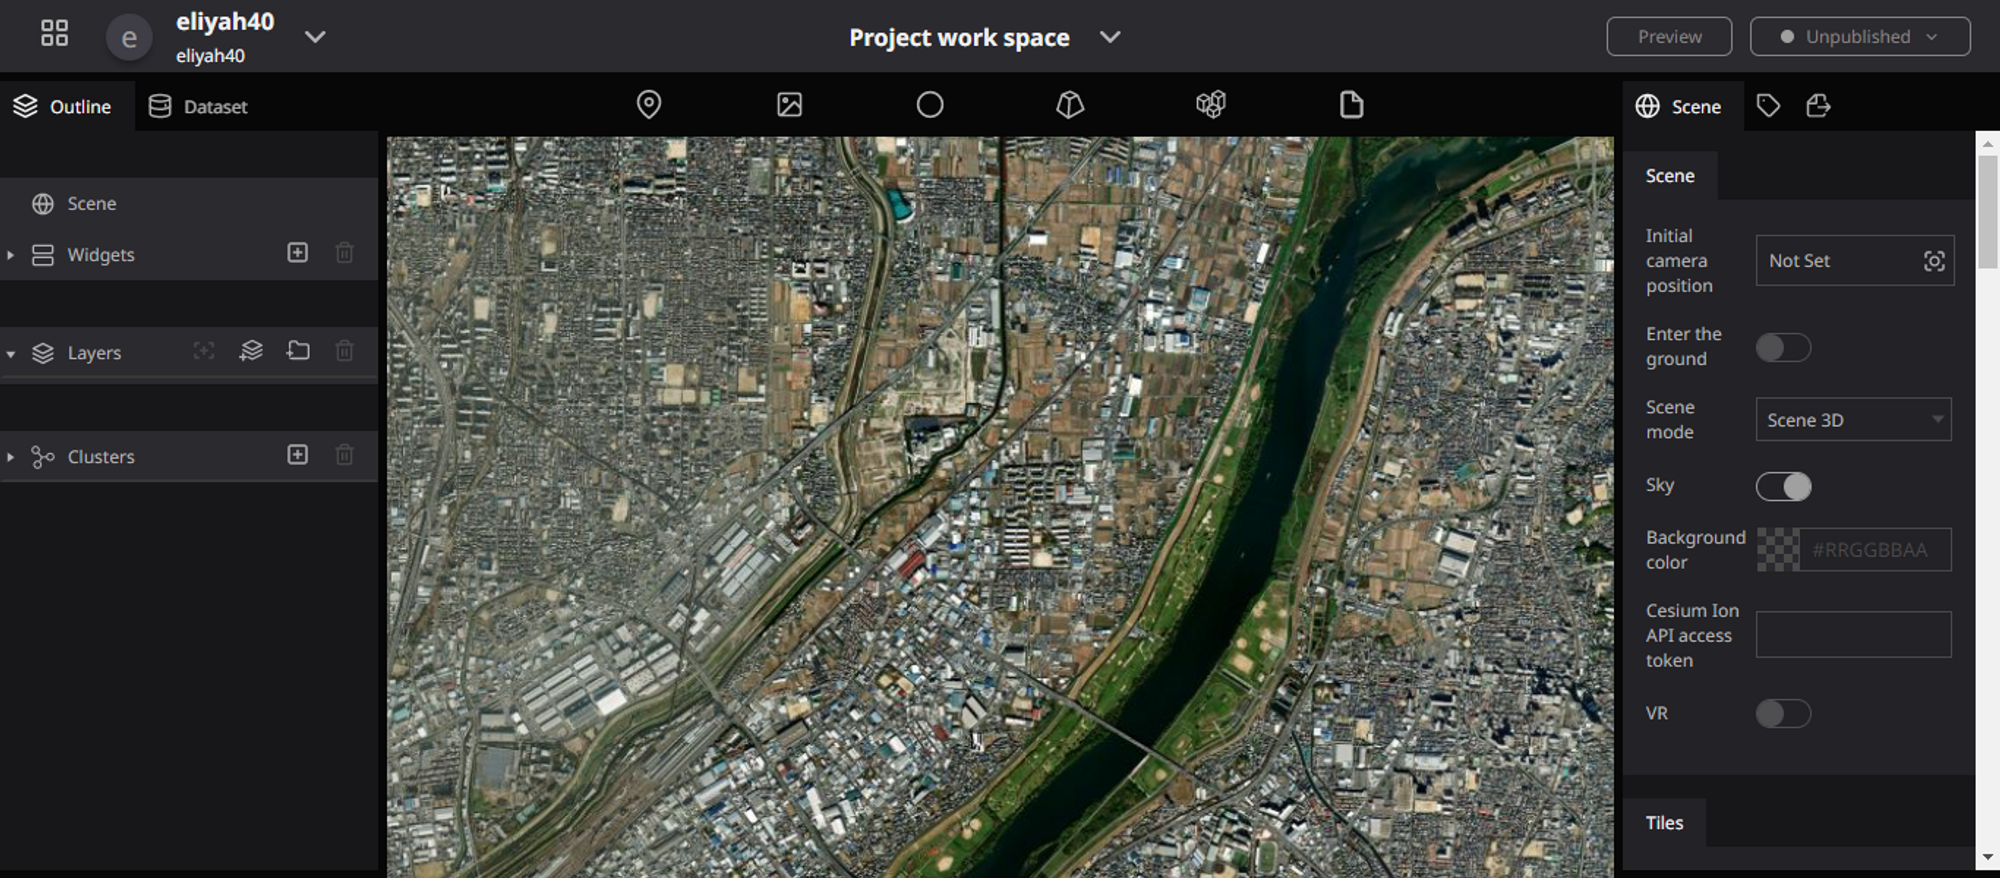 e
eliyah40
eliyah40
Project work space
Preview
Unpublished
Outline
Dataset
Scene
Scene
Widgets
Layers
Clusters
Scene
Initial
camera
position
Not Set
Enter the
ground
Scene
mode
Scene 3D
Sky
Background
color
#RRGGBBAA
Cesium Ion
API access
token
VR
Tiles